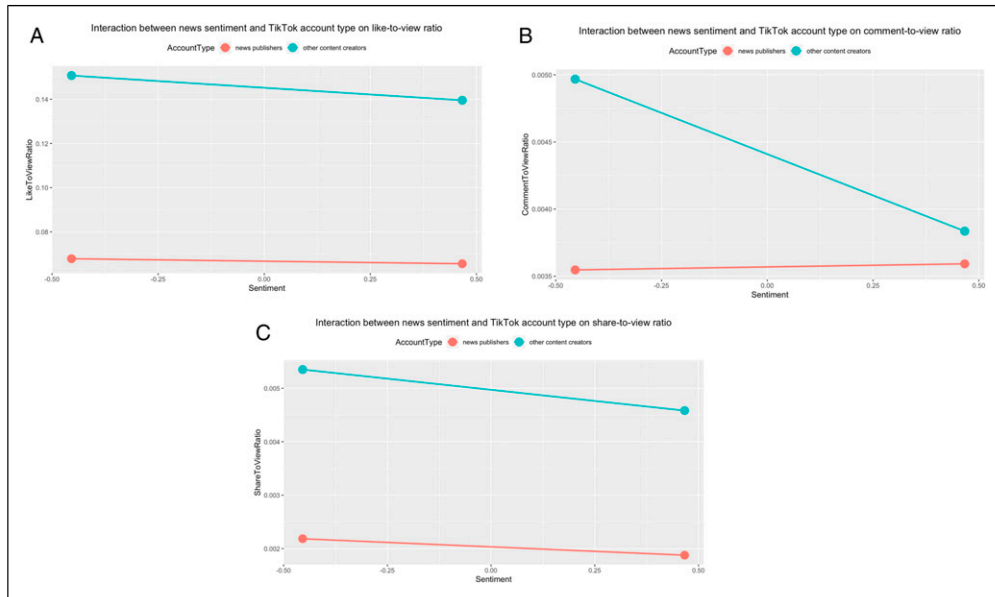 A
Interaction between news sentiment and TikTok account type on like-to-view ratio
AccountType news publishers other content creators
LikeToViewRatio
0.14
0.12
0.10
0.08
-0.50 -0.25 0.00 0.25 0.50
Sentiment
B
Interaction between news sentiment and TikTok account type on comment-to-view ratio
AccountType news publishers other content creators
CommentToViewRatio
0.0050
0.0045
0.0040
0.0035
-0.50 -0.25 0.00 0.25 0.50
Sentiment
C
Interaction between news sentiment and TikTok account type on share-to-view ratio
AccountType news publishers other content creators
ShareToViewRatio
0.005
0.004
0.003
0.002
-0.50 -0.25 0.00 0.25 0.50
Sentiment